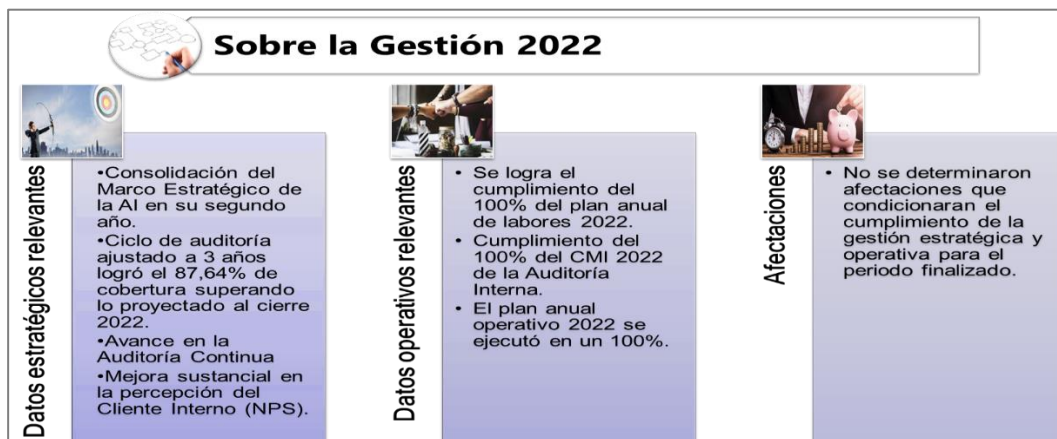 Sobre la Gestión 2022
Datos estratégicos relevantes
•Consolidación del
Marco Estratégico de
la AI en su segundo
año.
•Ciclo de auditoría
ajustado a 3 años
logró el 87,64% de
cobertura superando
lo proyectado al cierre
2022.
•Avance en la
Auditoría Continua
•Mejora sustancial en
la percepción del
Cliente Interno (NPS).
Datos operativos relevantes
• Se logra el
cumplimiento del
100% del plan anual
de labores 2022.
• Cumplimiento del
100% del CMI 2022
de la Auditoría
Interna.
• El plan anual
operativo 2022 se
ejecutó en un 100%.
Afectaciones
• No se determinaron
afectaciones que
condicionaran el
cumplimiento de la
gestión estratégica y
operativa para el
periodo finalizado.